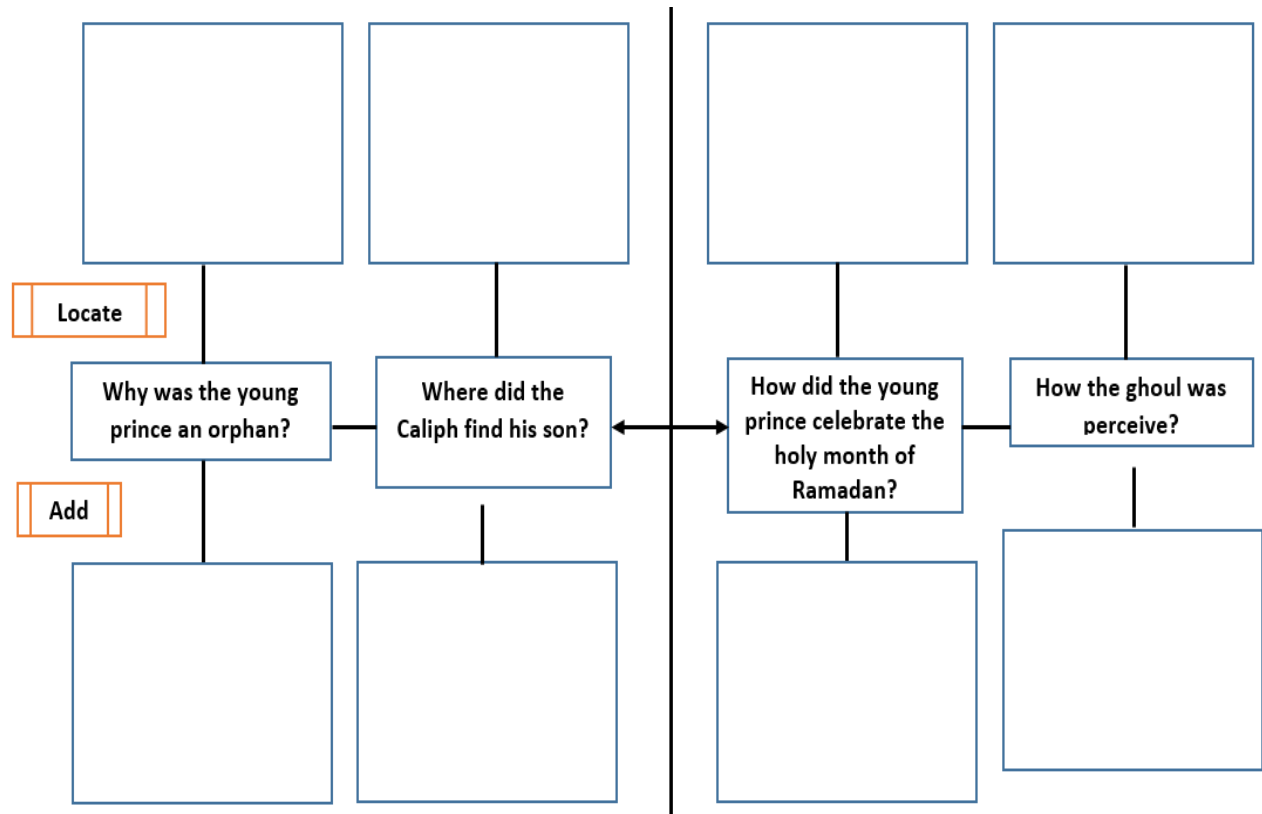 Locate
Why was the young
prince an orphan?
Where did the
Caliph find his son?
How did the young
prince celebrate the
holy month of
Ramadan?
How the ghoul was
perceive?
Add